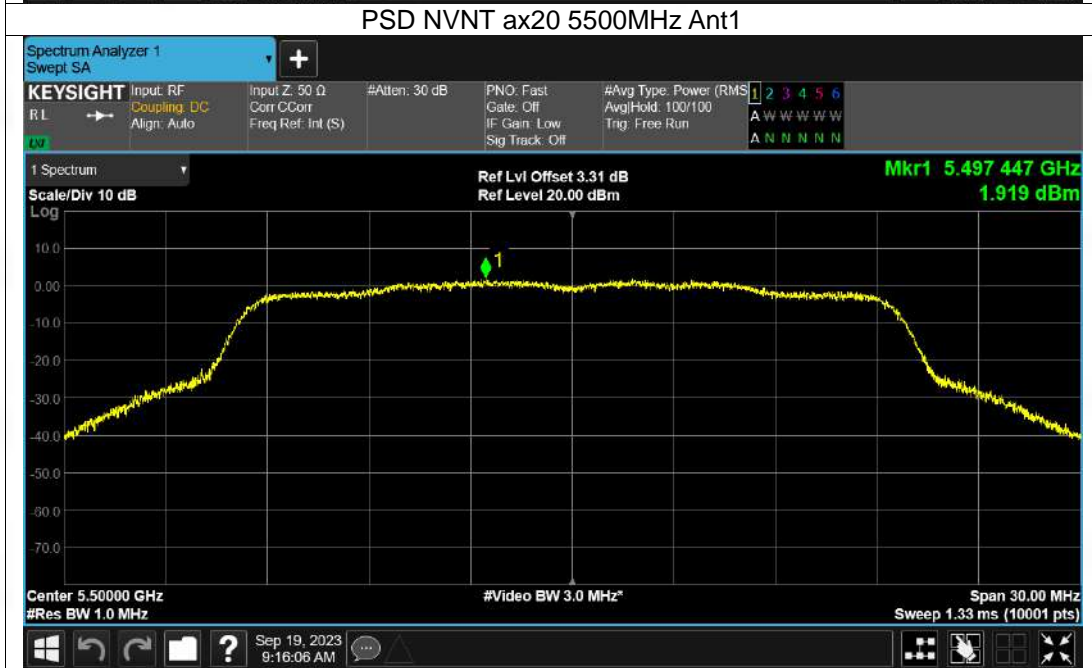 PSD NVNT ax20 5500MHz Ant1
Spectrum Analyzer 1
Swept SA
+
KEYSIGHT Input: RF Input Z: 50 Ω #Atten: 30 dB PNO: Fast #Avg Type: Power (RMS 1 2 3 4 5 6
RL Coupling: DC Corr CCorr Gate: Off Avg|Hold: 100/100 A W W W W W
Align: Auto Freq Ref: Int (S) IF Gain: Low Trig: Free Run
LXI Sig Track: Off A N N N N N
1 Spectrum Ref Lvl Offset 3.31 dB Mkr1 5.497 447 GHz
Scale/Div 10 dB Ref Level 20.00 dBm 1.919 dBm
Log
10.0
1
0.00
-10.0
-20.0
-30.0
-40.0
-50.0
-60.0
-70.0
Center 5.50000 GHz #Video BW 3.0 MHz* Span 30.00 MHz
#Res BW 1.0 MHz Sweep 1.33 ms (10001 pts)
? Sep 19, 2023
9:16:06 AM